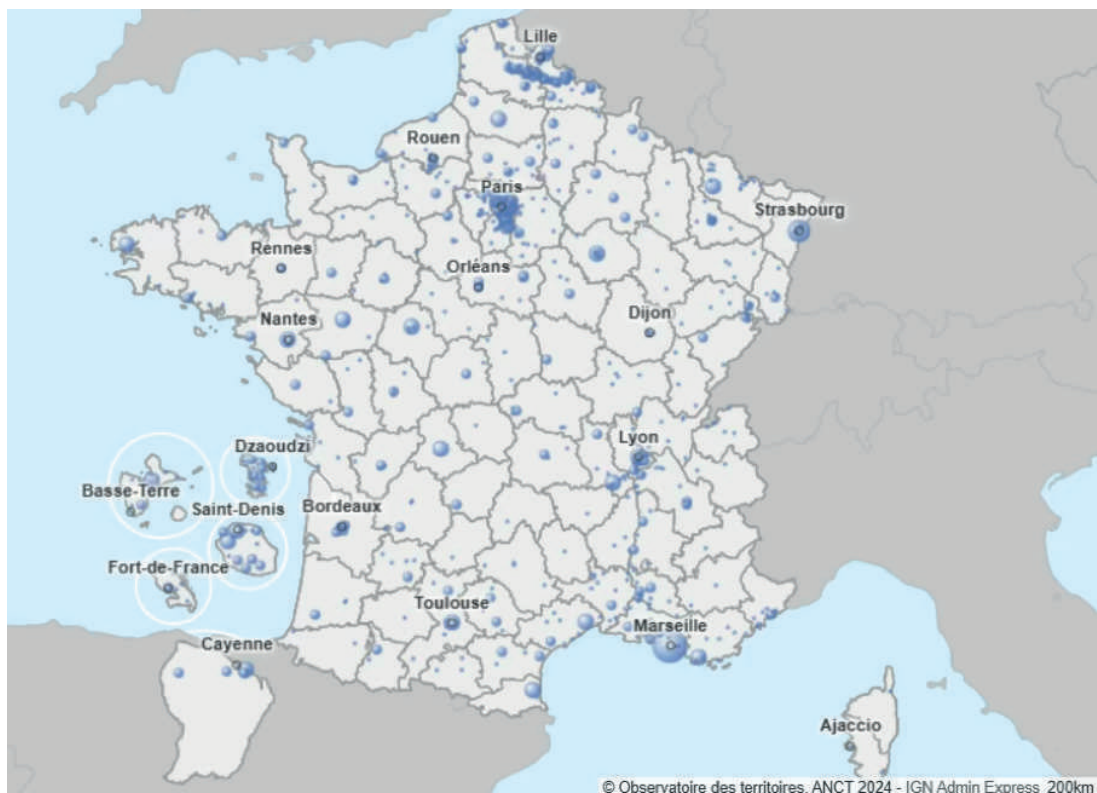 Lille
Rouen
Paris
Strasbourg
Rennes
Orléans
Nantes
Dijon
Lyon
Dzaoudzi
Basse-Terre
Saint-Denis
Bordeaux
Fort-de-France
Toulouse
Marseille
Cayenne
Ajaccio
© Observatoire des territoires, ANCT 2024 - IGN Admin Express 200km